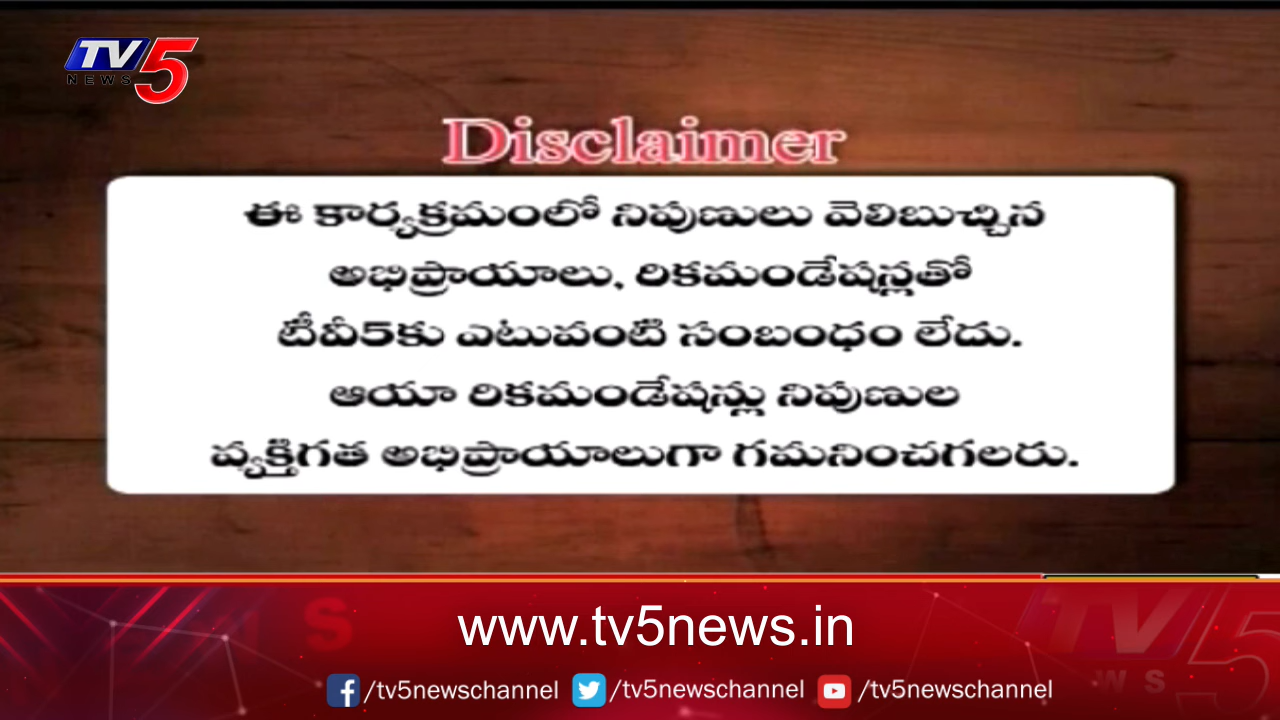 TV5
NEWS
Disclaimer
ఈ కార్యక్రమంలో నిపుణులు వెలిబుచ్చిన
అభిప్రాయాలు, రికమండేషన్లతో
టీవీ5కు ఎటువంటి సంబంధం లేదు.
ఆయా రికమండేషన్లు నిపుణుల
వ్యక్తిగత అభిప్రాయాలుగా గమనించగలరు.
www.tv5news.in
/tv5newschannel /tv5newschannel /tv5newschannel